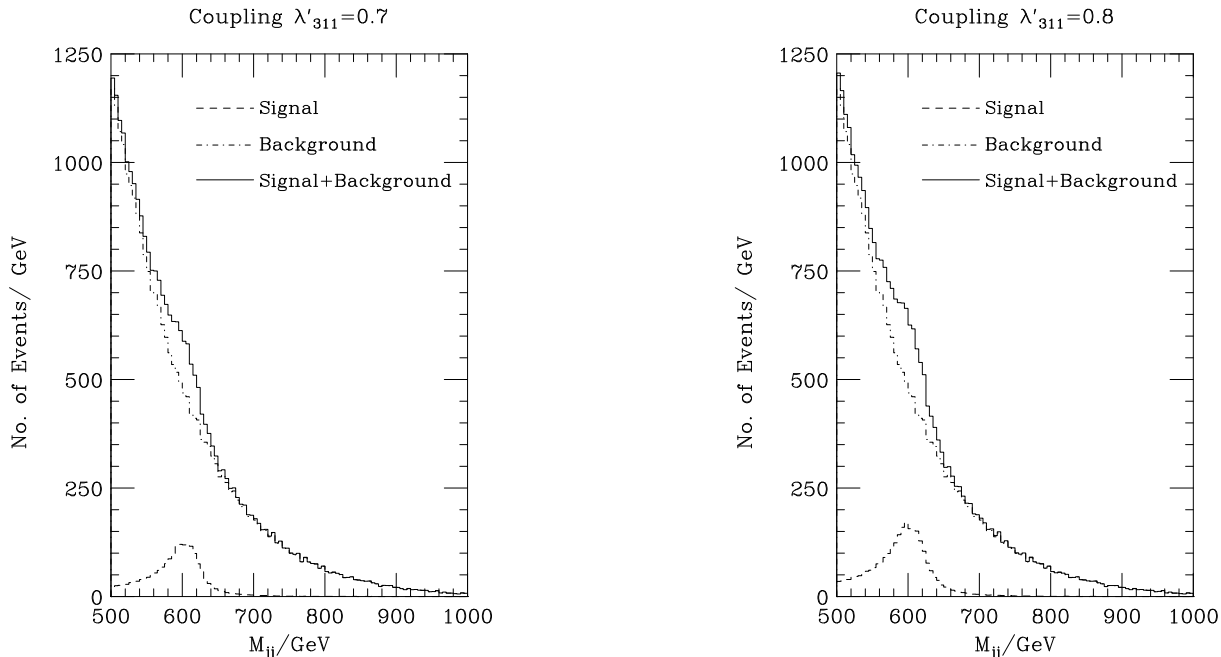 Coupling λ′311=0.7
1250
1000
750
500
250
0
No. of Events/ GeV
Signal
Background
Signal+Background
500 600 700 800 900 1000
Mjj/GeV
Coupling λ′311=0.8
1250
1000
750
500
250
0
No. of Events/ GeV
Signal
Background
Signal+Background
500 600 700 800 900 1000
Mjj/GeV